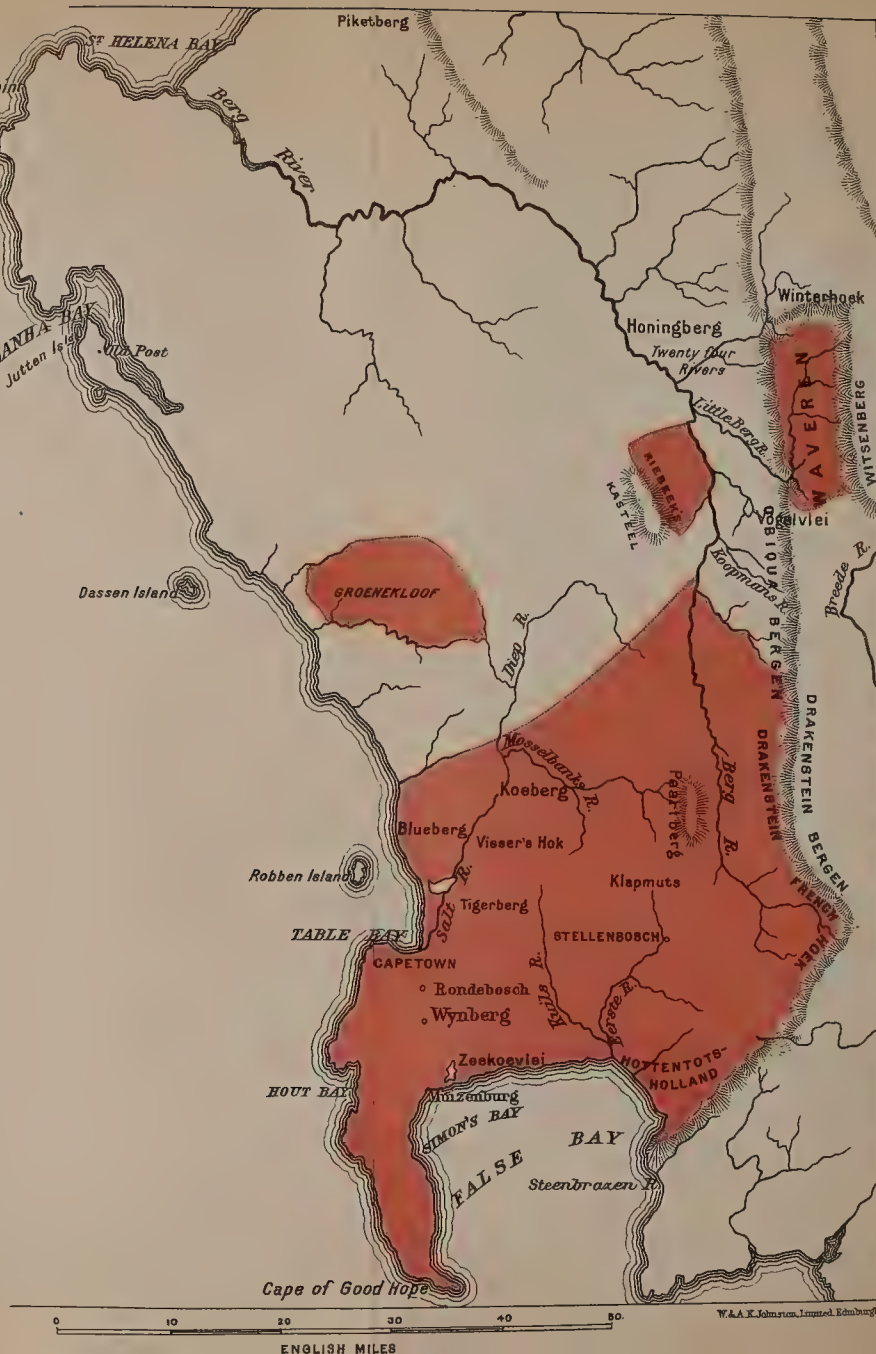 Piketberg
ST HELENA BAY
Berg
River
Winterhoek
BAY
Jutten Isld
Old Post
Honingberg
Twenty four
Rivers
WAVEREN
WITSENBERG
Little Berg R.
RIEBEEK'S
KASTEEL
Vogelvlei
OBIQUA BERGEN
Koopmans R.
Breede R.
Dassen Island
GROENEKLOOF
Diep R.
DRAKENSTEIN
DRAKENSTEIN BERGEN
Mosselbanks R.
Koeberg
Paarlberg
Berg R.
Blueberg
Visser's Hok
Robben Island
Klapmuts
FRENCH
HOEK
Salt R.
Tigerberg
TABLE BAY
STELLENBOSCH
CAPETOWN
Rondebosch
Kuils R.
Eerste R.
Wynberg
Zeekoevlei
HOTTENTOTS-
HOLLAND
HOUT BAY
Muizenburg
SIMON'S BAY
FALSE BAY
Steenbrazen R
Cape of Good Hope
W. & A.K. Johnston, Limited. Edinburgh
0 10 20 30 40 50.
ENGLISH MILES